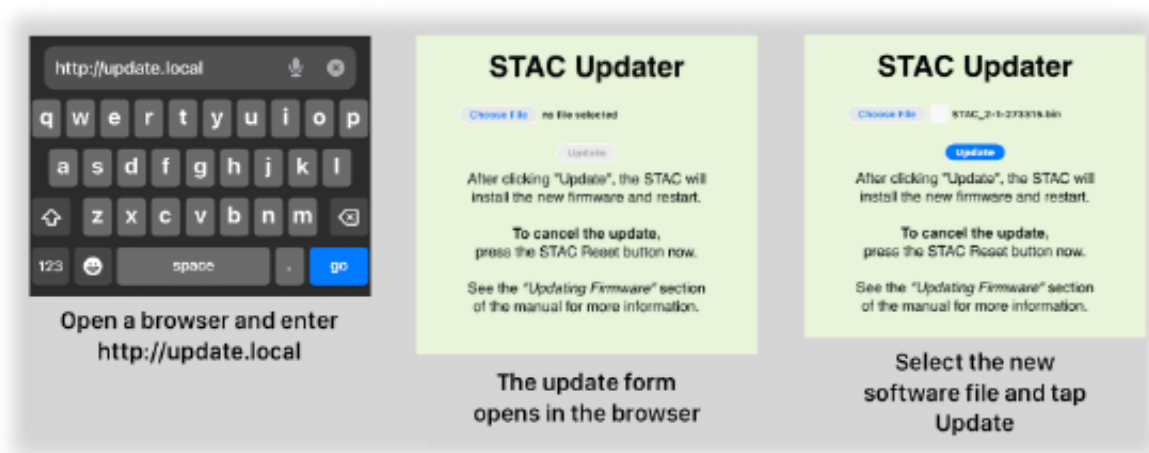 http://update.local
q w e r t y u i o p
a s d f g h j k l
z x c v b n m
123 space . go
Open a browser and enter
http://update.local
STAC Updater
Choose File no file selected
Update
After clicking "Update", the STAC will
install the new firmware and restart.
To cancel the update,
press the STAC Reset button now.
See the "Updating Firmware" section
of the manual for more information.
The update form
opens in the browser
STAC Updater
Choose File STAC_2-1-273315.bin
Update
After clicking "Update", the STAC will
install the new firmware and restart.
To cancel the update,
press the STAC Reset button now.
See the "Updating Firmware" section
of the manual for more information.
Select the new
software file and tap
Update